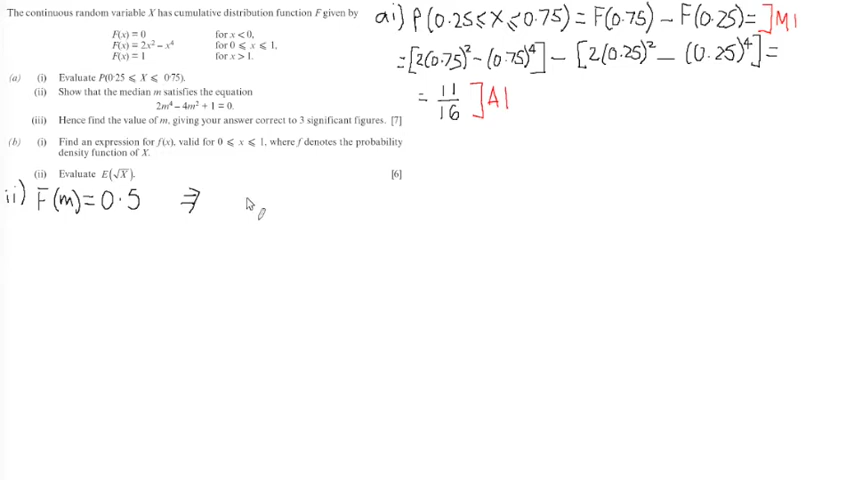 The continuous random variable X has cumulative distribution function F given by
F(x) = 0 for x < 0,
F(x) = 2x² – x⁴ for 0 ⩽ x ⩽ 1,
F(x) = 1 for x > 1.
(a) (i) Evaluate P(0·25 ⩽ X ⩽ 0·75).
(ii) Show that the median m satisfies the equation
2m⁴ – 4m² + 1 = 0.
(iii) Hence find the value of m, giving your answer correct to 3 significant figures. [7]
(b) (i) Find an expression for f(x), valid for 0 ⩽ x ⩽ 1, where f denotes the probability
density function of X.
(ii) Evaluate E(√X). [6]
ai) P(0.25⩽X⩽0.75) = F(0.75) – F(0.25) = ]M1
=[2(0.75)² – (0.75)⁴] – [2(0.25)² – (0.25)⁴] =
= 11/16 ]A1
ii) F(m) = 0.5 ⇒